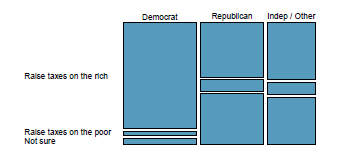 Democrat Republican Indep / Other
Raise taxes on the rich
Raise taxes on the poor
Not sure